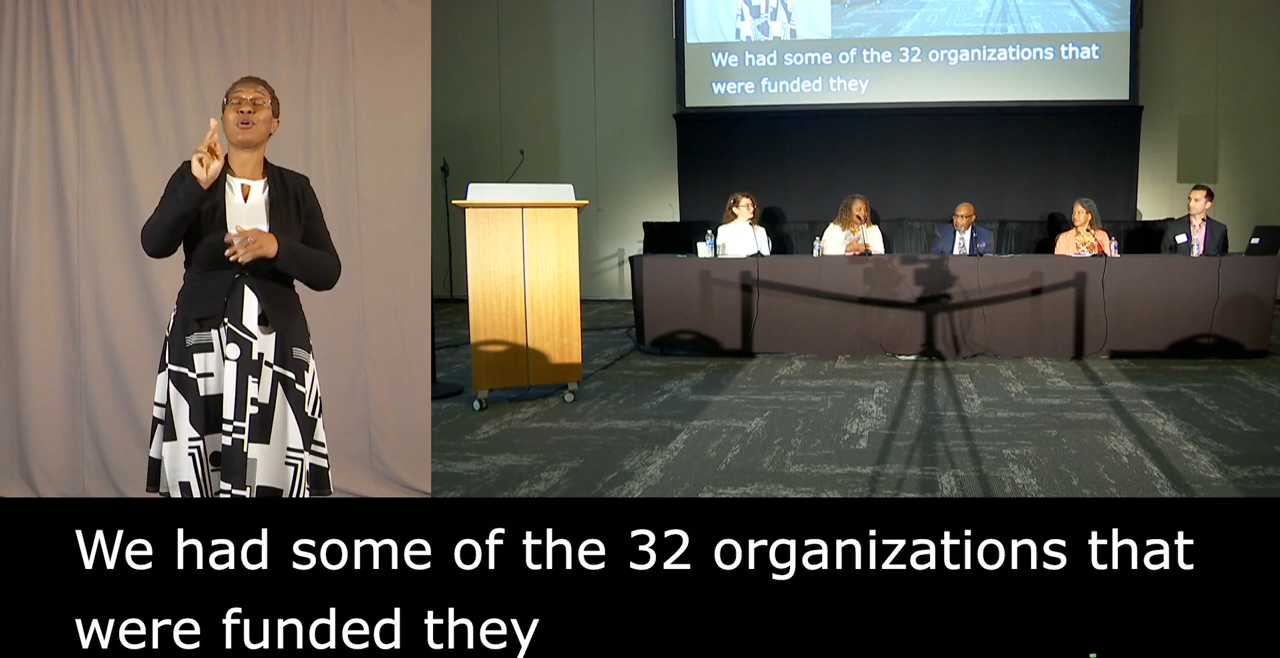 We had some of the 32 organizations that
were funded they
We had some of the 32 organizations that
were funded they